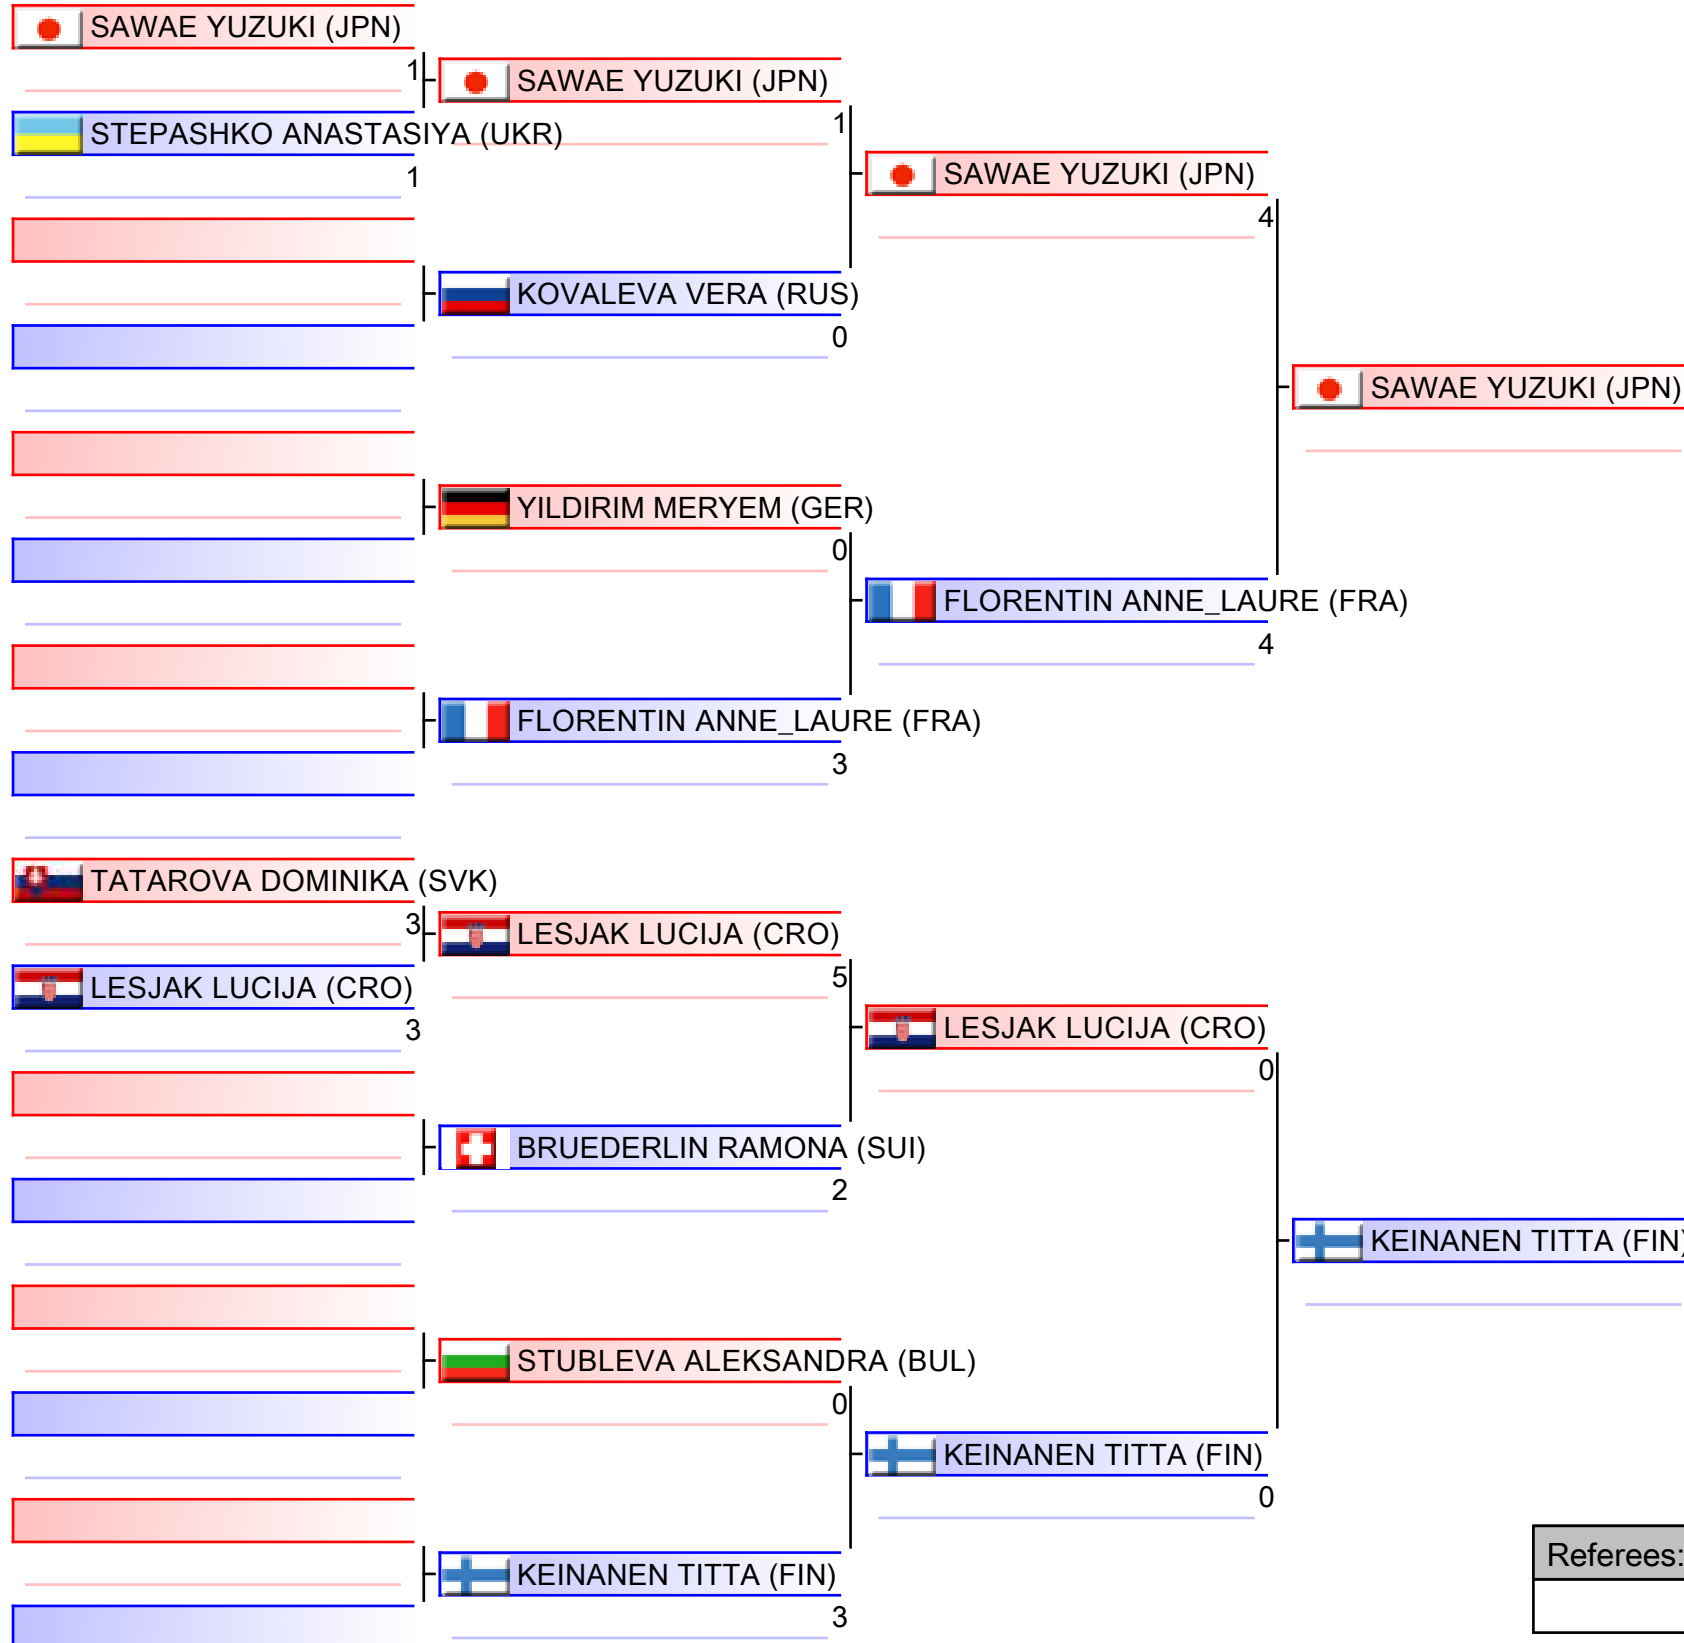 SAWAE YUZUKI (JPN)
1
SAWAE YUZUKI (JPN)
STEPASHKO ANASTASIYA (UKR)
1
1
SAWAE YUZUKI (JPN)
4
KOVALEVA VERA (RUS)
0
SAWAE YUZUKI (JPN)
YILDIRIM MERYEM (GER)
0
FLORENTIN ANNE_LAURE (FRA)
4
FLORENTIN ANNE_LAURE (FRA)
3
TATAROVA DOMINIKA (SVK)
3
LESJAK LUCIJA (CRO)
LESJAK LUCIJA (CRO)
5
3
LESJAK LUCIJA (CRO)
0
BRUEDERLIN RAMONA (SUI)
2
KEINANEN TITTA (FIN)
STUBLEVA ALEKSANDRA (BUL)
0
KEINANEN TITTA (FIN)
0
Referees:
KEINANEN TITTA (FIN)
3